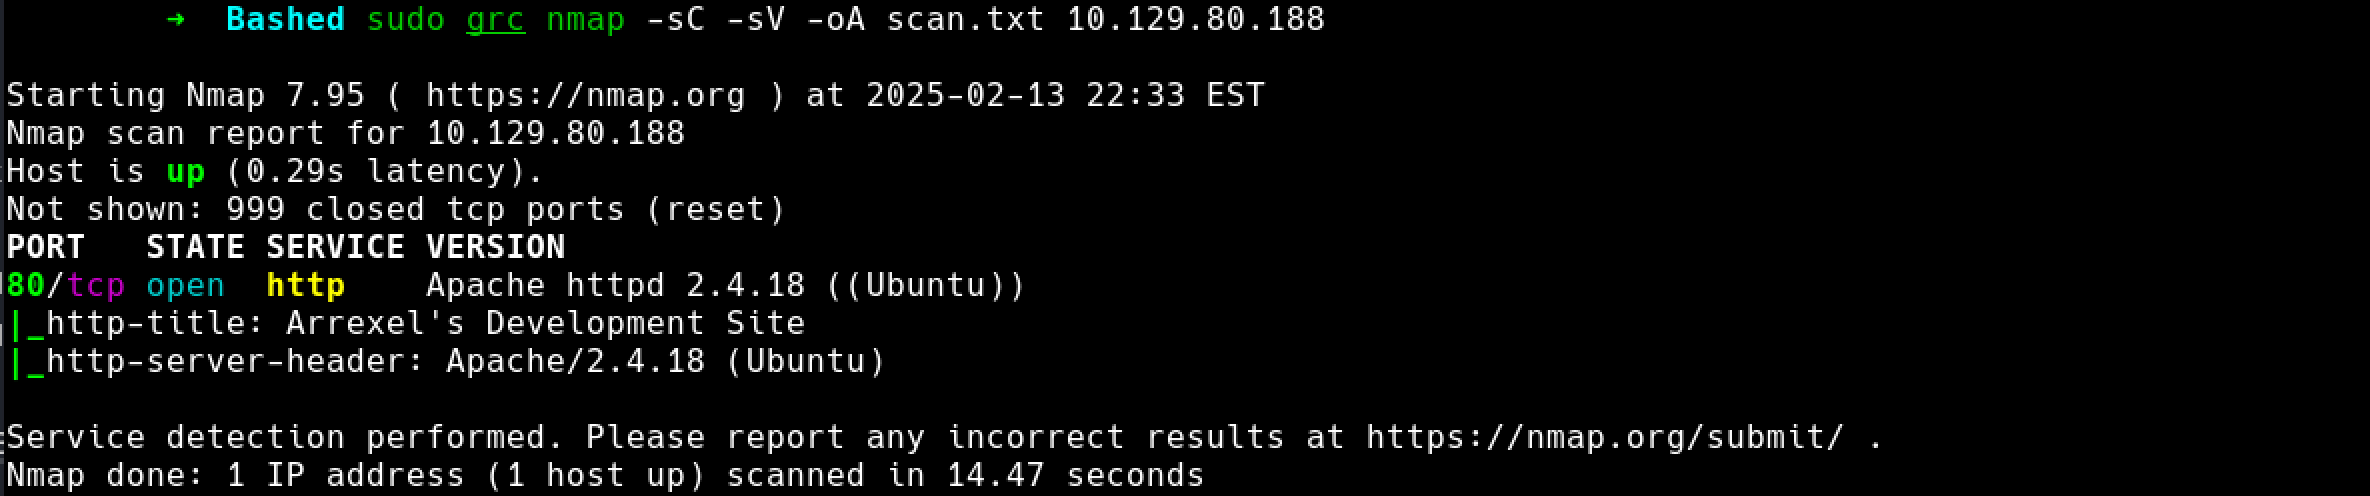 ➜ Bashed sudo grc nmap -sC -sV -oA scan.txt 10.129.80.188
Starting Nmap 7.95 ( https://nmap.org ) at 2025-02-13 22:33 EST
Nmap scan report for 10.129.80.188
Host is up (0.29s latency).
Not shown: 999 closed tcp ports (reset)
PORT   STATE SERVICE VERSION
80/tcp open  http    Apache httpd 2.4.18 ((Ubuntu))
|_http-title: Arrexel's Development Site
|_http-server-header: Apache/2.4.18 (Ubuntu)
Service detection performed. Please report any incorrect results at https://nmap.org/submit/ .
Nmap done: 1 IP address (1 host up) scanned in 14.47 seconds